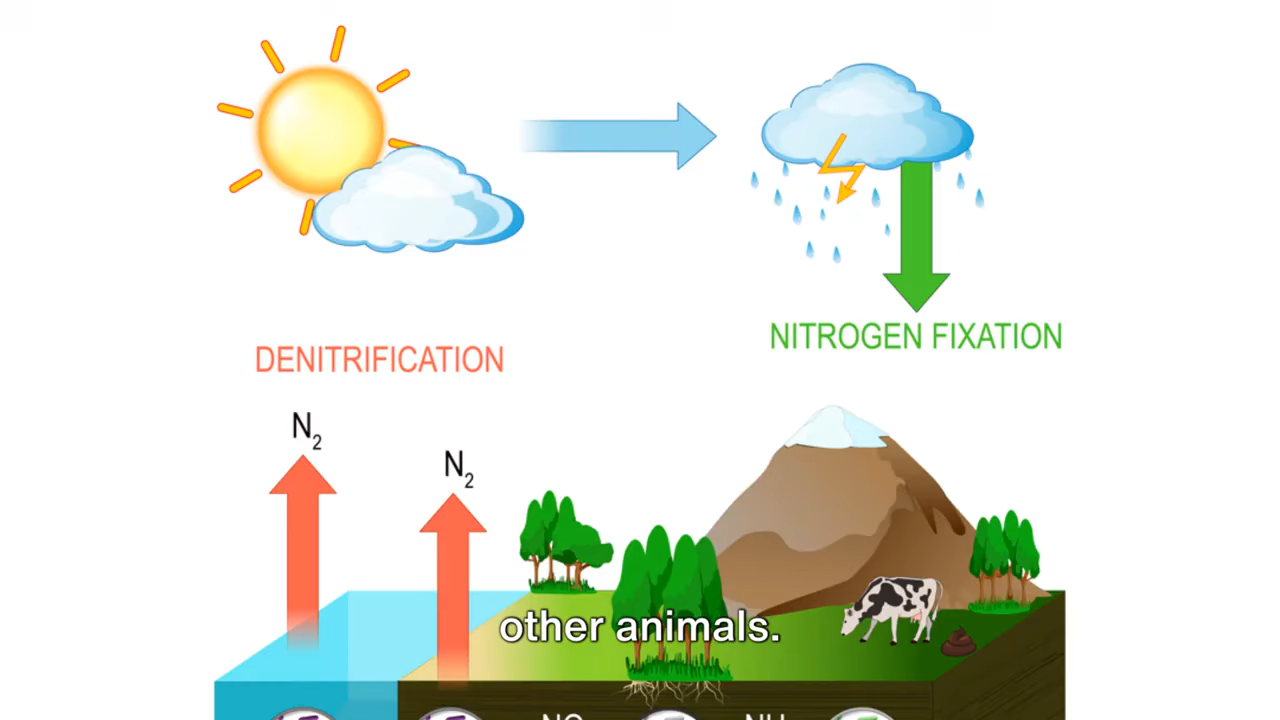 NITROGEN FIXATION
DENITRIFICATION
N2
N2
other animals.